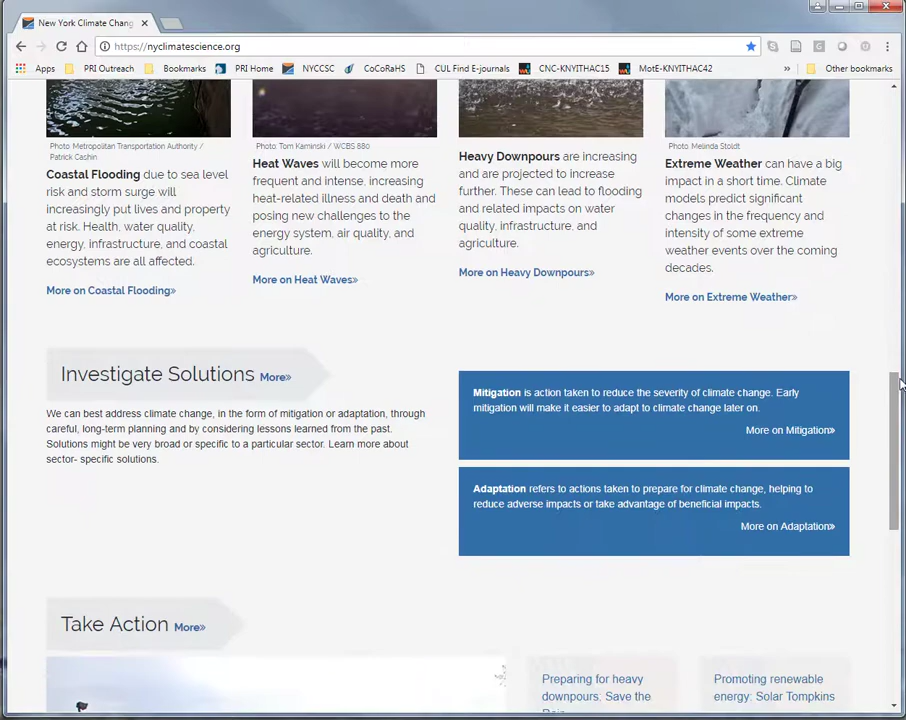 New York Climate Chang
https://nyclimatescience.org
Apps PRI Outreach Bookmarks PRI Home NYCCSC CoCoRaHS CUL Find E-journals CNC-KNYITHAC15 MotE-KNYITHAC42 » Other bookmarks
Photo: Metropolitan Transportation Authority /
Patrick Cashin
Coastal Flooding due to sea level
risk and storm surge will
increasingly put lives and property
at risk. Health, water quality,
energy, infrastructure, and coastal
ecosystems are all affected.
More on Coastal Flooding»
Photo: Tom Kaminski / WCBS 880
Heat Waves will become more
frequent and intense, increasing
heat-related illness and death and
posing new challenges to the
energy system, air quality, and
agriculture.
More on Heat Waves»
Heavy Downpours are increasing
and are projected to increase
further. These can lead to flooding
and related impacts on water
quality, infrastructure, and
agriculture.
More on Heavy Downpours»
Photo: Melinda Stoldt
Extreme Weather can have a big
impact in a short time. Climate
models predict significant
changes in the frequency and
intensity of some extreme
weather events over the coming
decades.
More on Extreme Weather»
Investigate Solutions More»
We can best address climate change, in the form of mitigation or adaptation, through
careful, long-term planning and by considering lessons learned from the past.
Solutions might be very broad or specific to a particular sector. Learn more about
sector- specific solutions.
Mitigation is action taken to reduce the severity of climate change. Early
mitigation will make it easier to adapt to climate change later on.
More on Mitigation»
Adaptation refers to actions taken to prepare for climate change, helping to
reduce adverse impacts or take advantage of beneficial impacts.
More on Adaptation»
Take Action More»
Preparing for heavy
downpours: Save the
Promoting renewable
energy: Solar Tompkins